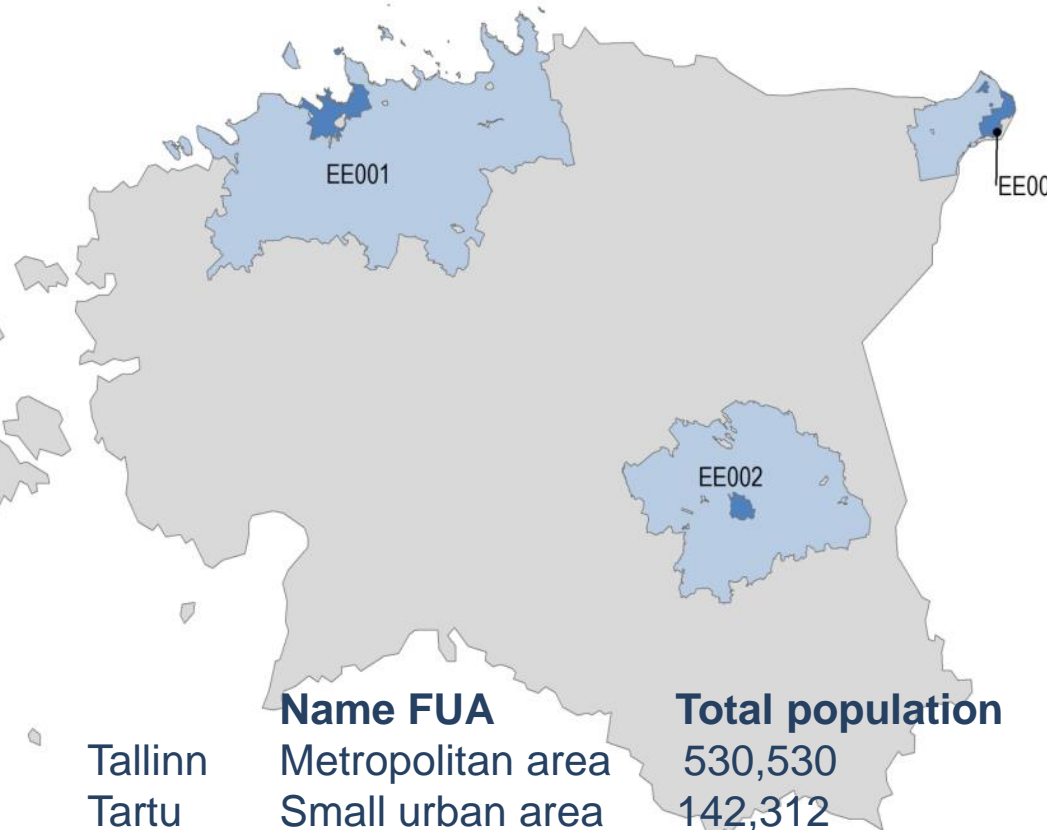 EE001
EE00
EE002
Name FUA Total population
Tallinn Metropolitan area 530,530
Tartu Small urban area 142,312